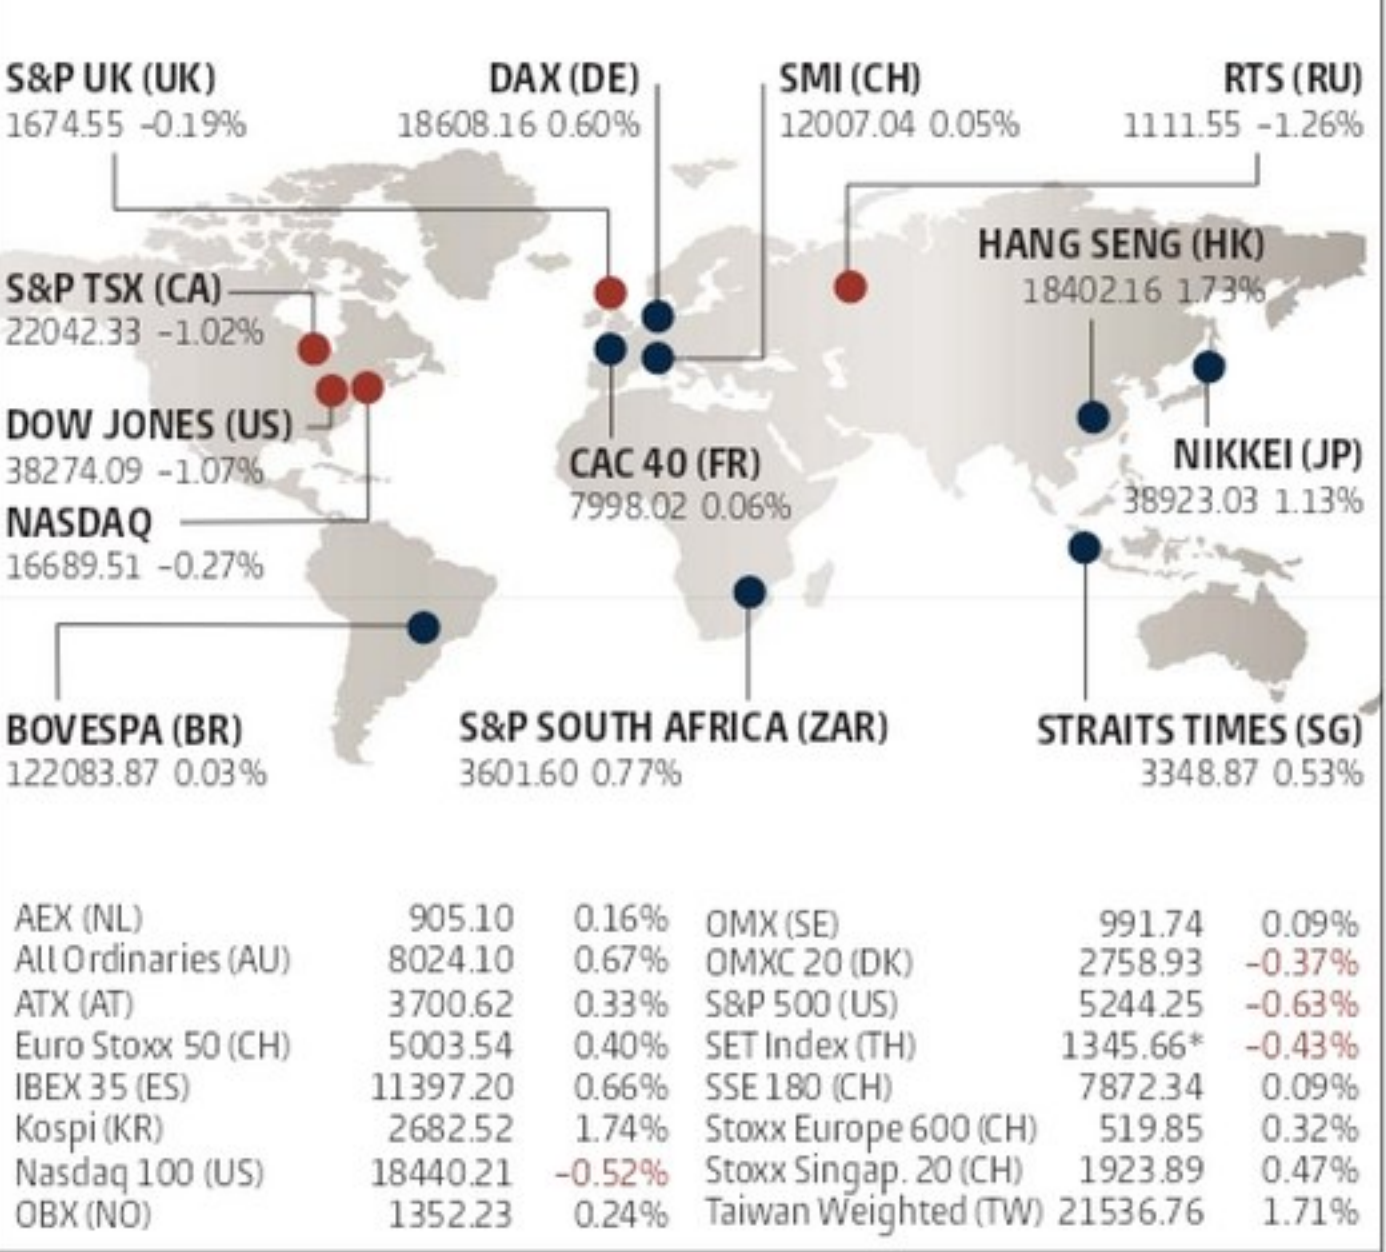 S&P UK (UK)
1674.55 -0.19%
DAX (DE)
18608.16 0.60%
SMI (CH)
12007.04 0.05%
RTS (RU)
1111.55 -1.26%
HANG SENG (HK)
18402.16 1.73%
S&P TSX (CA)
22042.33 -1.02%
DOW JONES (US)
38274.09 -1.07%
CAC 40 (FR)
7998.02 0.06%
NIKKEI (JP)
38923.03 1.13%
NASDAQ
16689.51 -0.27%
BOVESPA (BR)
122083.87 0.03%
S&P SOUTH AFRICA (ZAR)
3601.60 0.77%
STRAITS TIMES (SG)
3348.87 0.53%
AEX (NL) 905.10 0.16%
All Ordinaries (AU) 8024.10 0.67%
ATX (AT) 3700.62 0.33%
Euro Stoxx 50 (CH) 5003.54 0.40%
IBEX 35 (ES) 11397.20 0.66%
Kospi (KR) 2682.52 1.74%
Nasdaq 100 (US) 18440.21 -0.52%
OBX (NO) 1352.23 0.24%
OMX (SE) 991.74 0.09%
OMXC 20 (DK) 2758.93 -0.37%
S&P 500 (US) 5244.25 -0.63%
SET Index (TH) 1345.66* -0.43%
SSE 180 (CH) 7872.34 0.09%
Stoxx Europe 600 (CH) 519.85 0.32%
Stoxx Singap. 20 (CH) 1923.89 0.47%
Taiwan Weighted (TW) 21536.76 1.71%